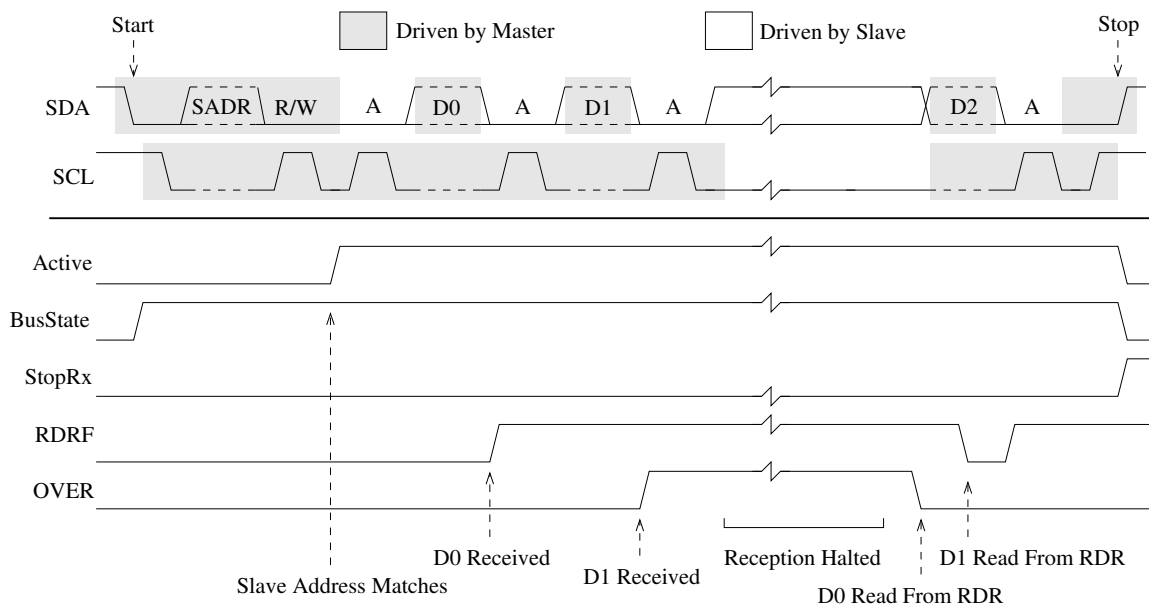 Start
Driven by Master
Driven by Slave
Stop
SDA
SADR
R/W
A
D0
A
D1
A
D2
A
SCL
Active
BusState
StopRx
RDRF
OVER
D0 Received
D1 Received
Reception Halted
D1 Read From RDR
Slave Address Matches
D0 Read From RDR